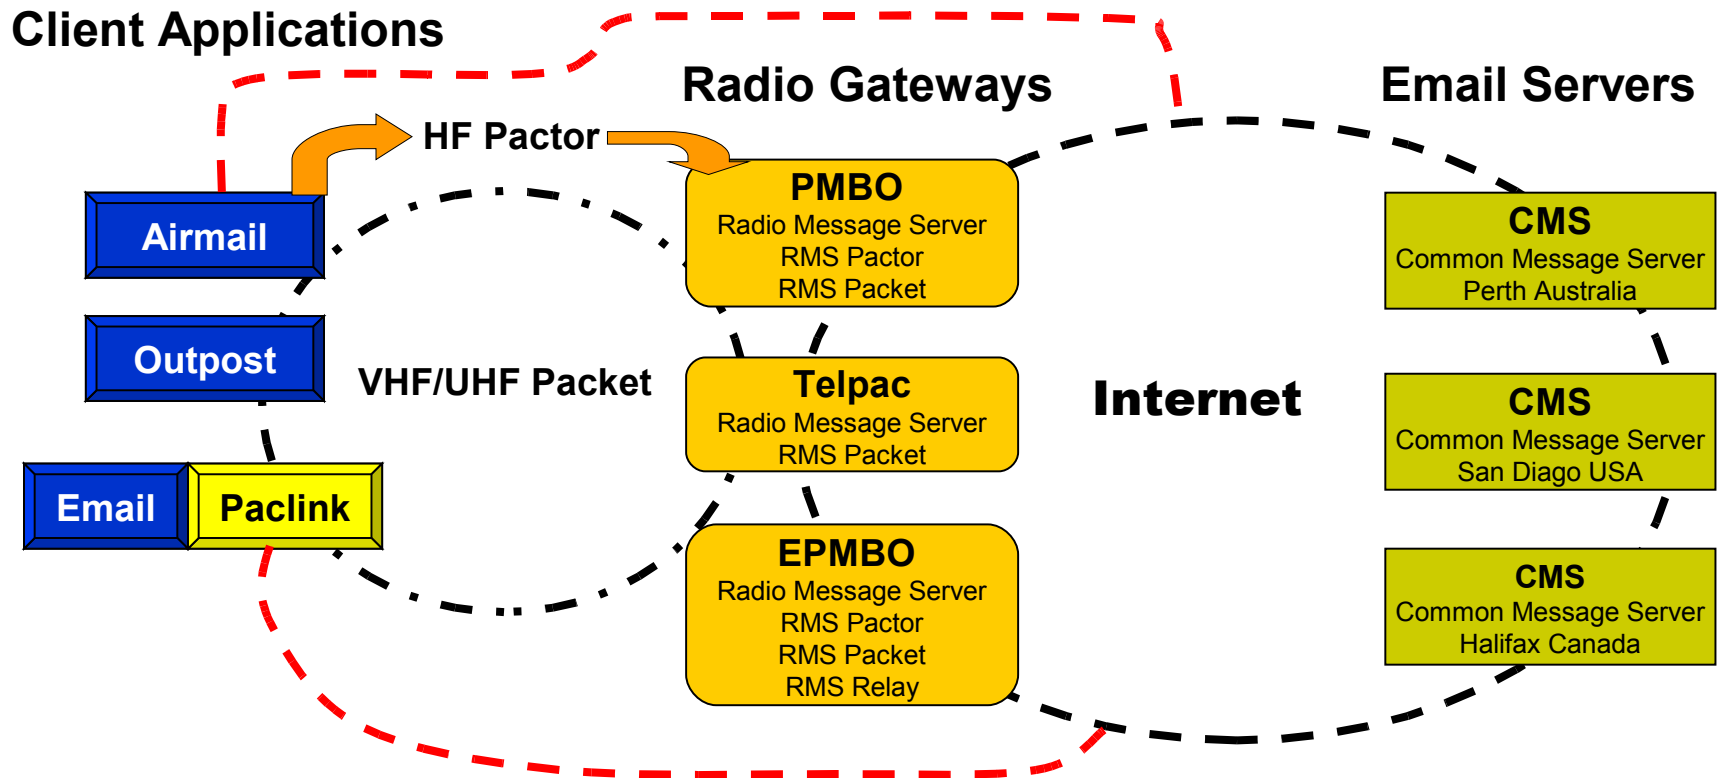 Client Applications
Radio Gateways
Email Servers
HF Pactor
Airmail
Outpost
Email
Paclink
VHF/UHF Packet
PMBO
Radio Message Server
RMS Pactor
RMS Packet
Telpac
Radio Message Server
RMS Packet
EPMBO
Radio Message Server
RMS Pactor
RMS Packet
RMS Relay
Internet
CMS
Common Message Server
Perth Australia
CMS
Common Message Server
San Diago USA
CMS
Common Message Server
Halifax Canada